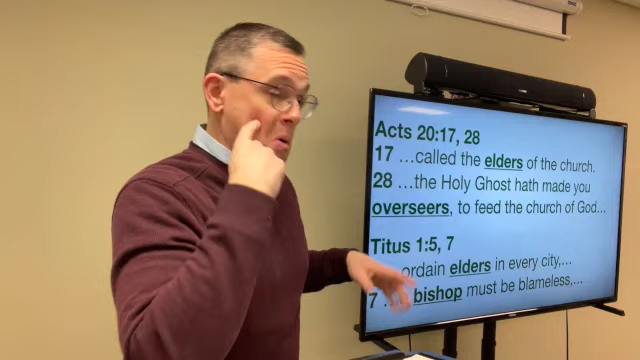 Acts 20:17, 28
17 …called the elders of the church.
28 …the Holy Ghost hath made you
overseers, to feed the church of God...
Titus 1:5, 7
ordain elders in every city,...
7 bishop must be blameless,...